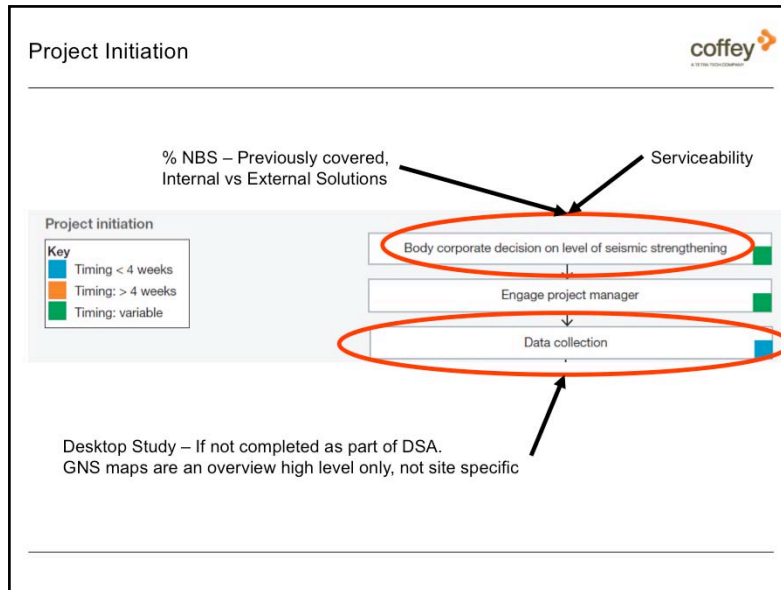 Project Initiation
coffey
A TETRA TECH COMPANY
% NBS – Previously covered,
Internal vs External Solutions
Serviceability
Project initiation
Key
Timing < 4 weeks
Timing: > 4 weeks
Timing: variable
Body corporate decision on level of seismic strengthening
Engage project manager
Data collection
Desktop Study – If not completed as part of DSA.
GNS maps are an overview high level only, not site specific